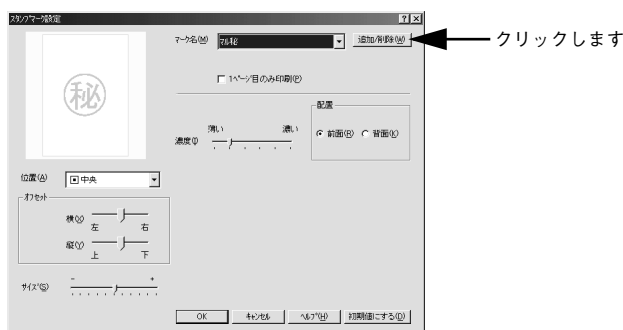 スタンプマーク設定
マーク名(M) マル秘 追加/削除(W) クリックします
秘
1ページ目のみ印刷(P)
配置
薄い 濃い
濃度(I)
前面(R) 背面(K)
位置(A) 中央
オフセット
横(X)
左 右
縦(Y)
上 下
サイズ(S) - +
OK キャンセル ヘルプ(H) 初期値にする(D)